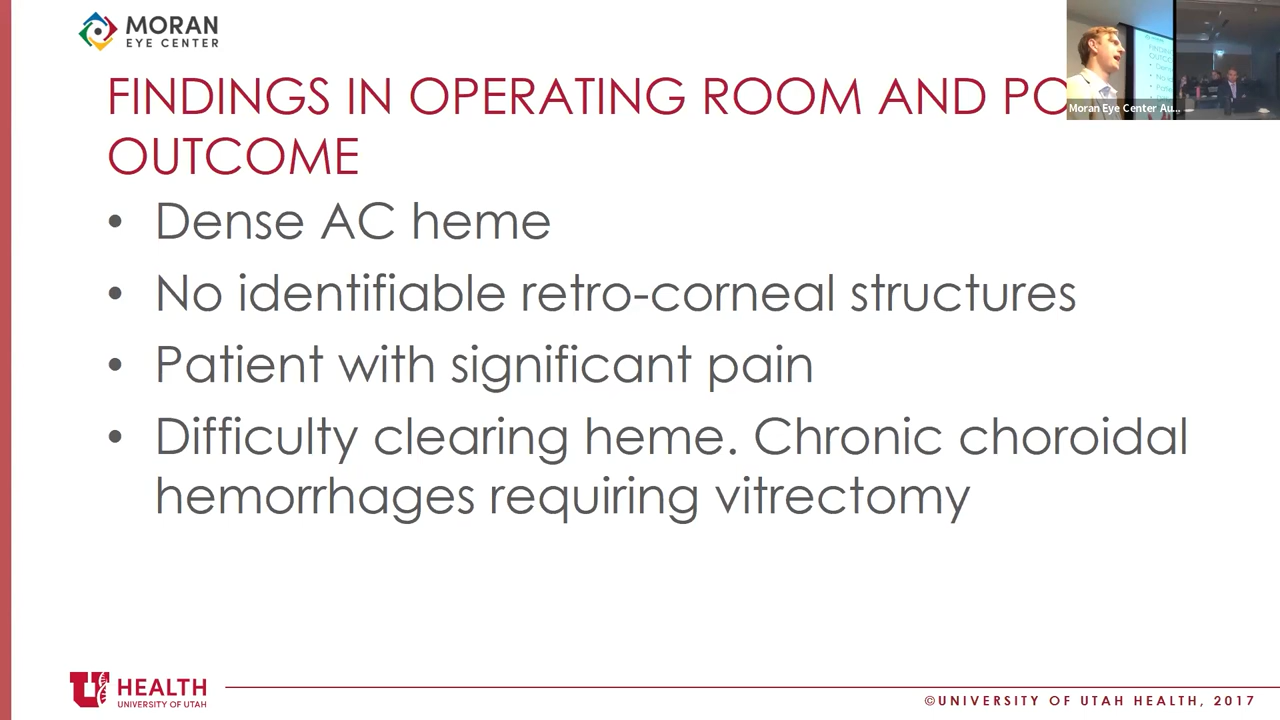 MORAN
EYE CENTER
FINDINGS IN OPERATING ROOM AND
OUTCOME
Moran Eye Center Au...
• Dense AC heme
• No identifiable retro-corneal structures
• Patient with significant pain
• Difficulty clearing heme. Chronic choroidal
hemorrhages requiring vitrectomy
U HEALTH
UNIVERSITY OF UTAH
©UNIVERSITY OF UTAH HEALTH, 2017